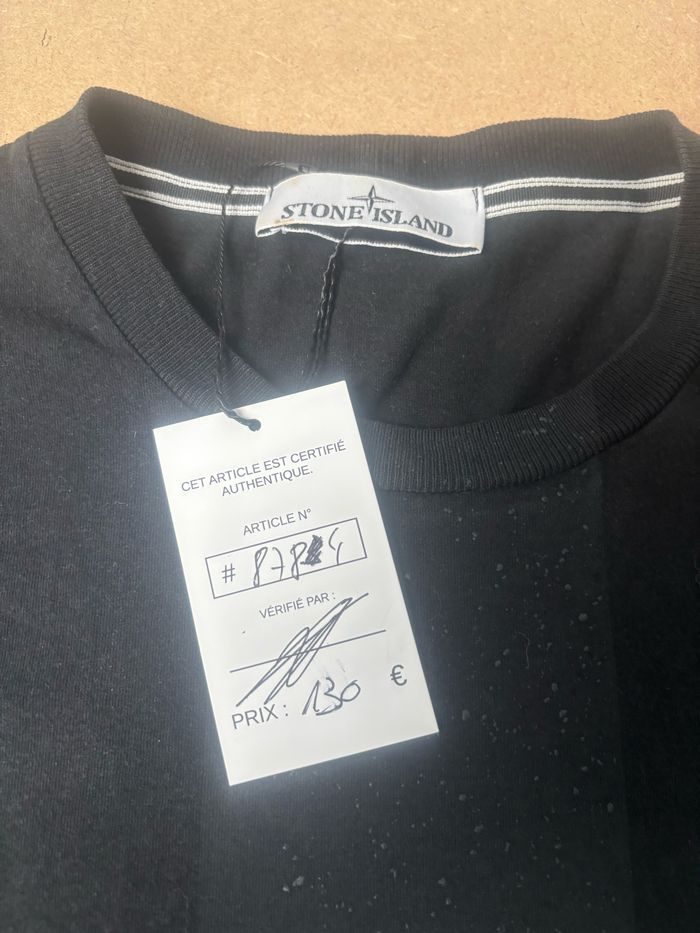 STONE ISLAND
CET ARTICLE EST CERTIFIÉ
AUTHENTIQUE.
ARTICLE N°
#
VÉRIFIÉ PAR :
PRIX : 130 €